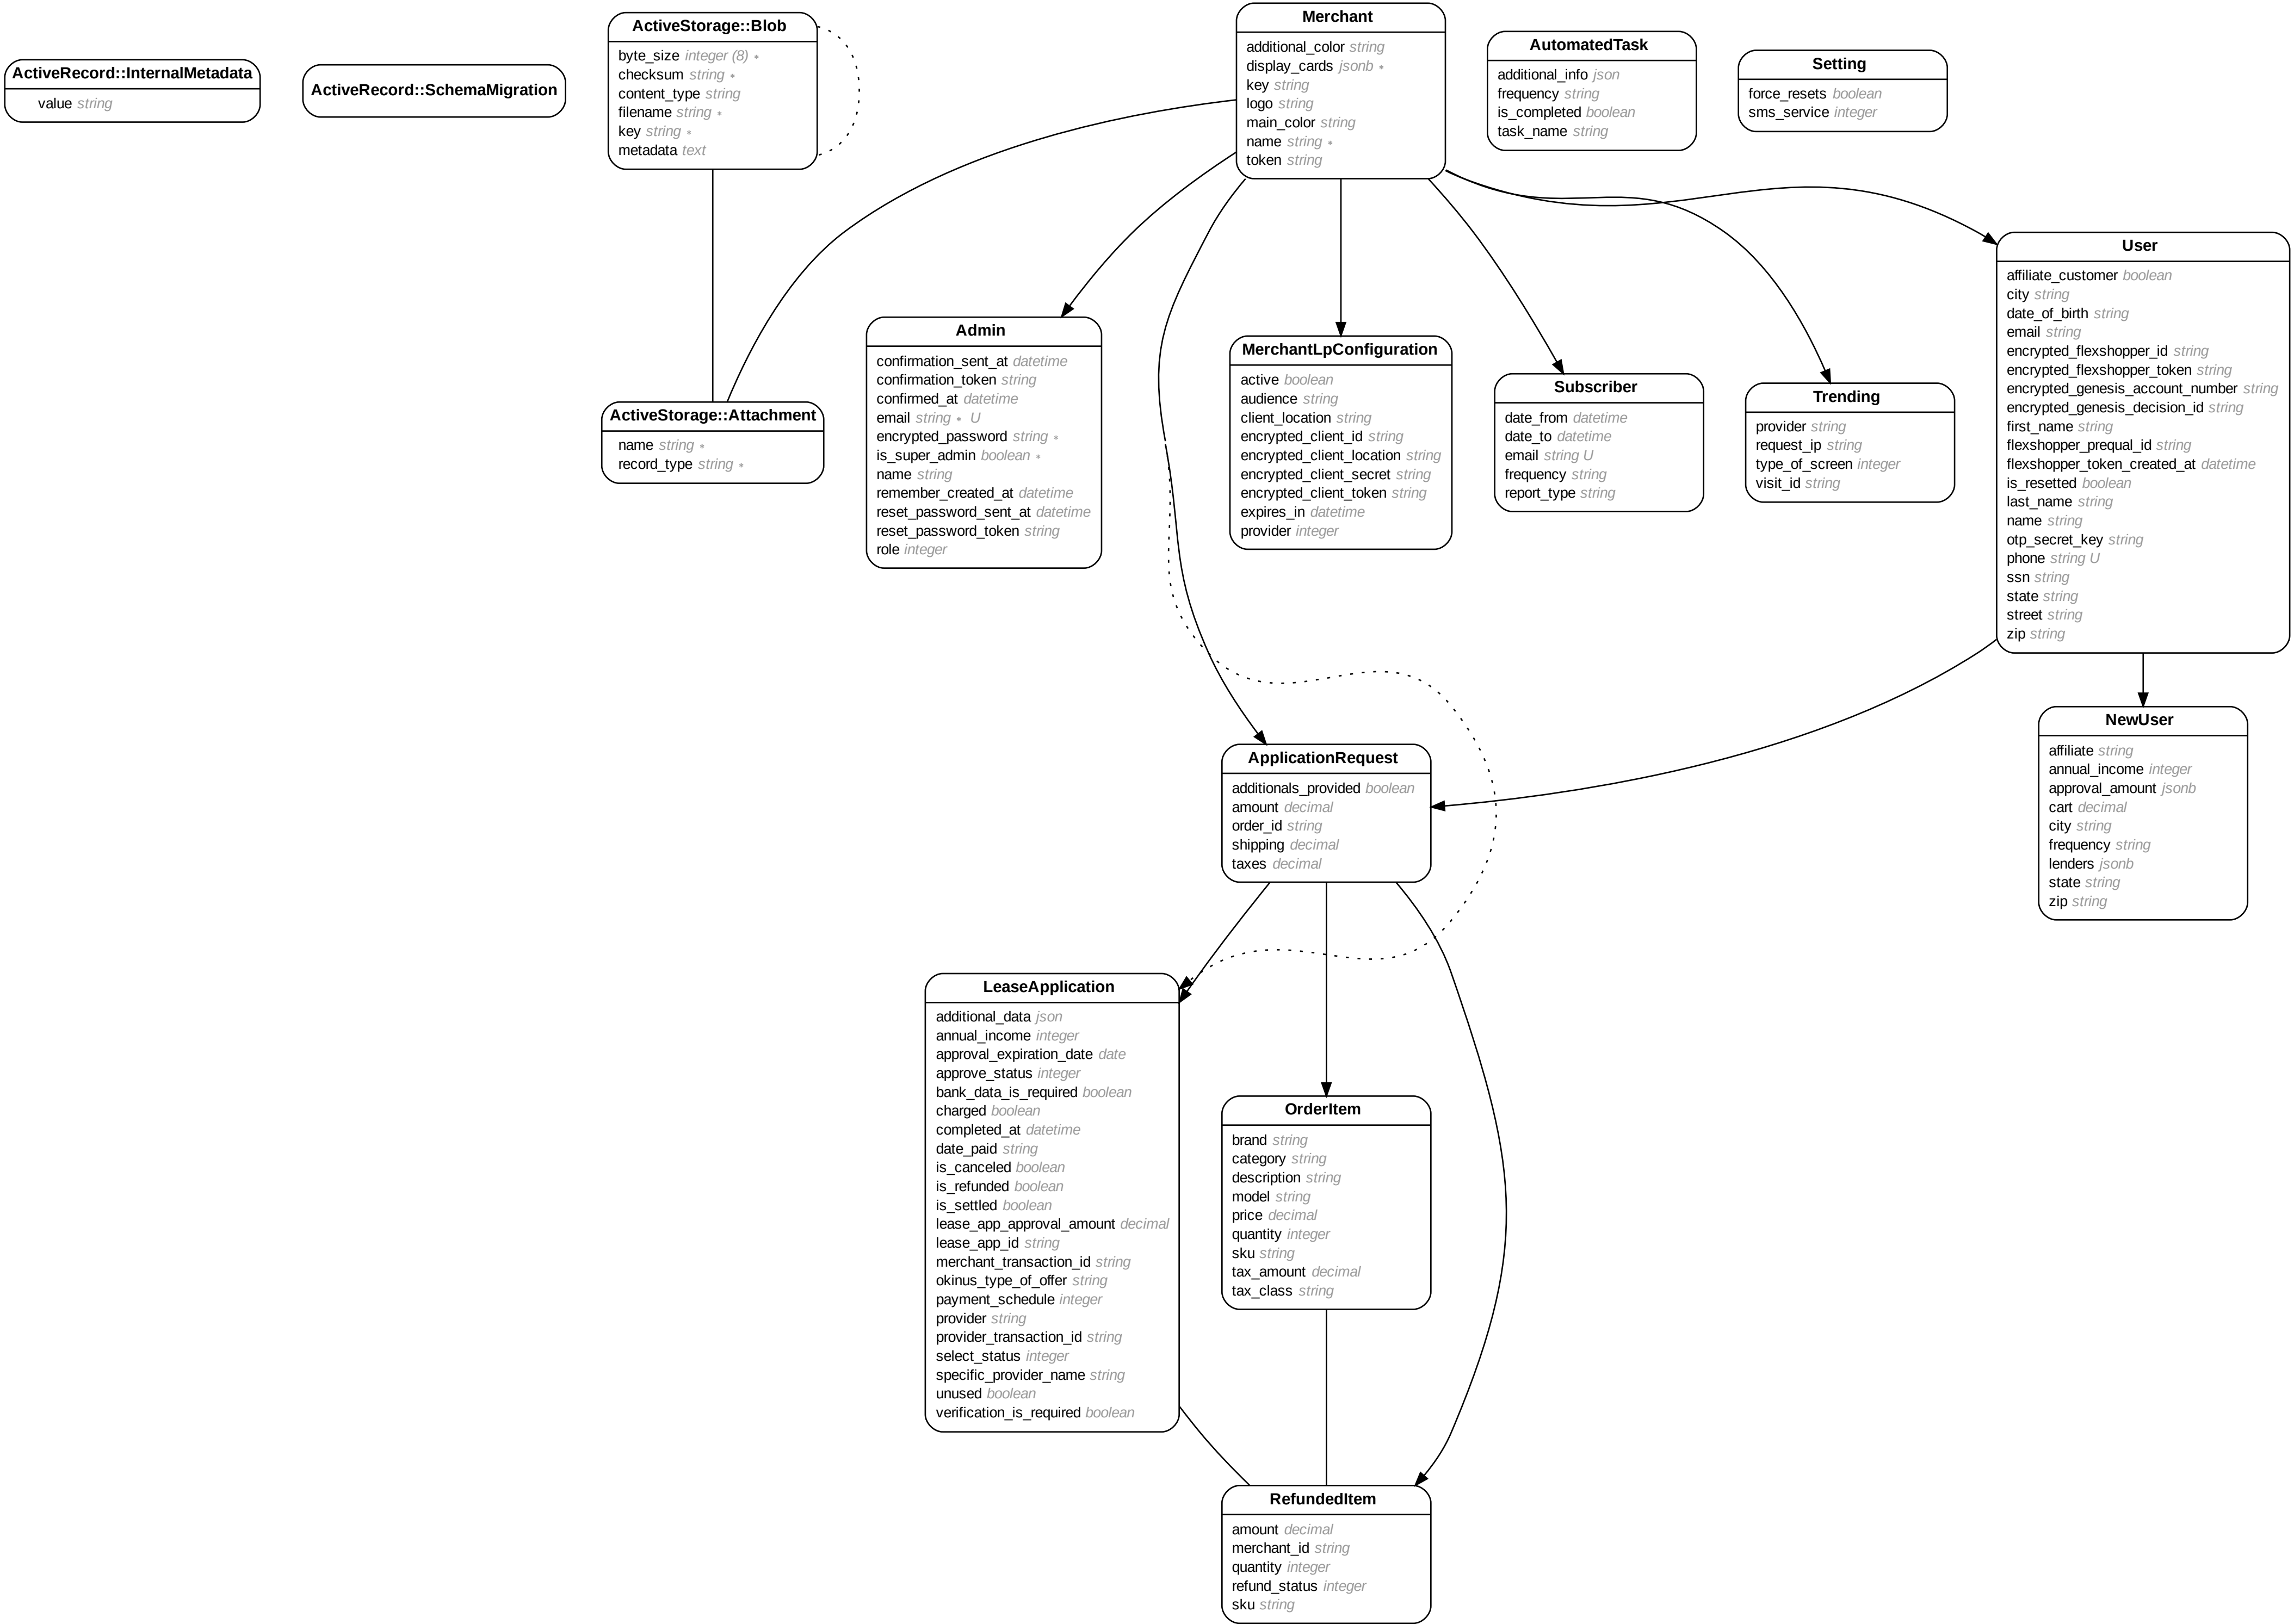 ActiveRecord::InternalMetadata
value string
ActiveRecord::SchemaMigration
ActiveStorage::Blob
byte_size integer (8) ∗
checksum string ∗
content_type string
filename string ∗
key string ∗
metadata text
Merchant
additional_color string
display_cards jsonb ∗
key string
logo string
main_color string
name string ∗
token string
AutomatedTask
additional_info json
frequency string
is_completed boolean
task_name string
Setting
force_resets boolean
sms_service integer
User
affiliate_customer boolean
city string
date_of_birth string
email string
encrypted_flexshopper_id string
encrypted_flexshopper_token string
encrypted_genesis_account_number string
encrypted_genesis_decision_id string
first_name string
flexshopper_prequal_id string
flexshopper_token_created_at datetime
is_resetted boolean
last_name string
name string
otp_secret_key string
phone string U
ssn string
state string
street string
zip string
ActiveStorage::Attachment
name string ∗
record_type string ∗
Admin
confirmation_sent_at datetime
confirmation_token string
confirmed_at datetime
email string ∗ U
encrypted_password string ∗
is_super_admin boolean ∗
name string
remember_created_at datetime
reset_password_sent_at datetime
reset_password_token string
role integer
MerchantLpConfiguration
active boolean
audience string
client_location string
encrypted_client_id string
encrypted_client_location string
encrypted_client_secret string
encrypted_client_token string
expires_in datetime
provider integer
Subscriber
date_from datetime
date_to datetime
email string U
frequency string
report_type string
Trending
provider string
request_ip string
type_of_screen integer
visit_id string
NewUser
affiliate string
annual_income integer
approval_amount jsonb
cart decimal
city string
frequency string
lenders jsonb
state string
zip string
ApplicationRequest
additionals_provided boolean
amount decimal
order_id string
shipping decimal
taxes decimal
LeaseApplication
additional_data json
annual_income integer
approval_expiration_date date
approve_status integer
bank_data_is_required boolean
charged boolean
completed_at datetime
date_paid string
is_canceled boolean
is_refunded boolean
is_settled boolean
lease_app_approval_amount decimal
lease_app_id string
merchant_transaction_id string
okinus_type_of_offer string
payment_schedule integer
provider string
provider_transaction_id string
select_status integer
specific_provider_name string
unused boolean
verification_is_required boolean
OrderItem
brand string
category string
description string
model string
price decimal
quantity integer
sku string
tax_amount decimal
tax_class string
RefundedItem
amount decimal
merchant_id string
quantity integer
refund_status integer
sku string